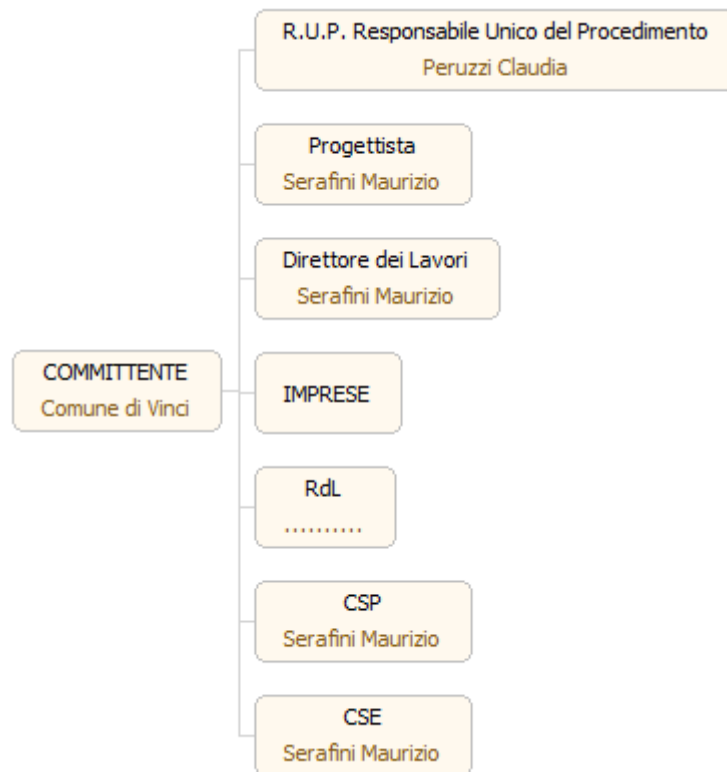 R.U.P. Responsabile Unico del Procedimento
Peruzzi Claudia
Progettista
Serafini Maurizio
Direttore dei Lavori
Serafini Maurizio
COMMITTENTE
Comune di Vinci
IMPRESE
RdL
..........
CSP
Serafini Maurizio
CSE
Serafini Maurizio